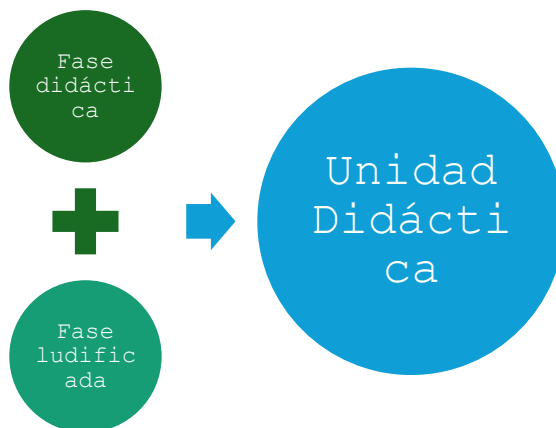 Fase
didácti
ca
Fase
ludific
ada
Unidad
Didácti
ca